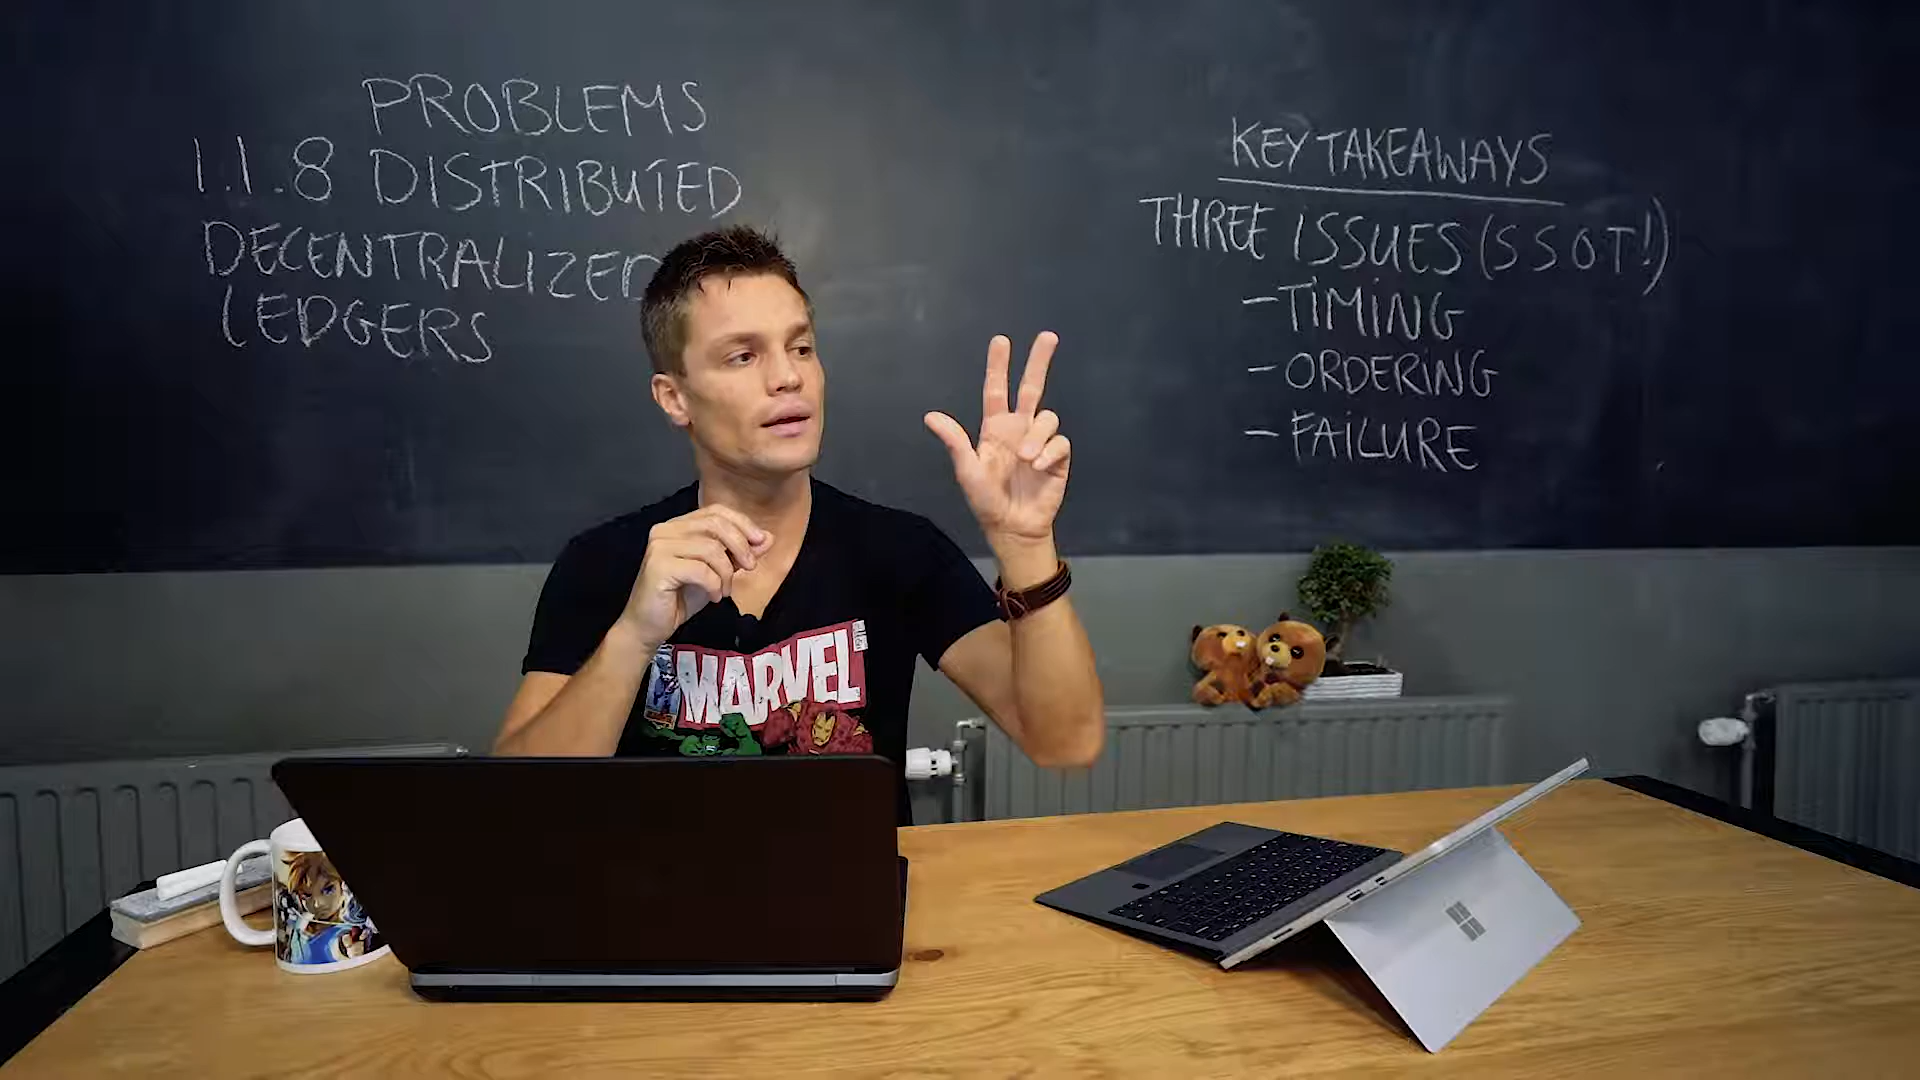 PROBLEMS
1.1.8 DISTRIBUTED
DECENTRALIZED
LEDGERS
KEY TAKEAWAYS
THREE ISSUES (SSOT!)
- TIMING
- ORDERING
- FAILURE
MARVEL